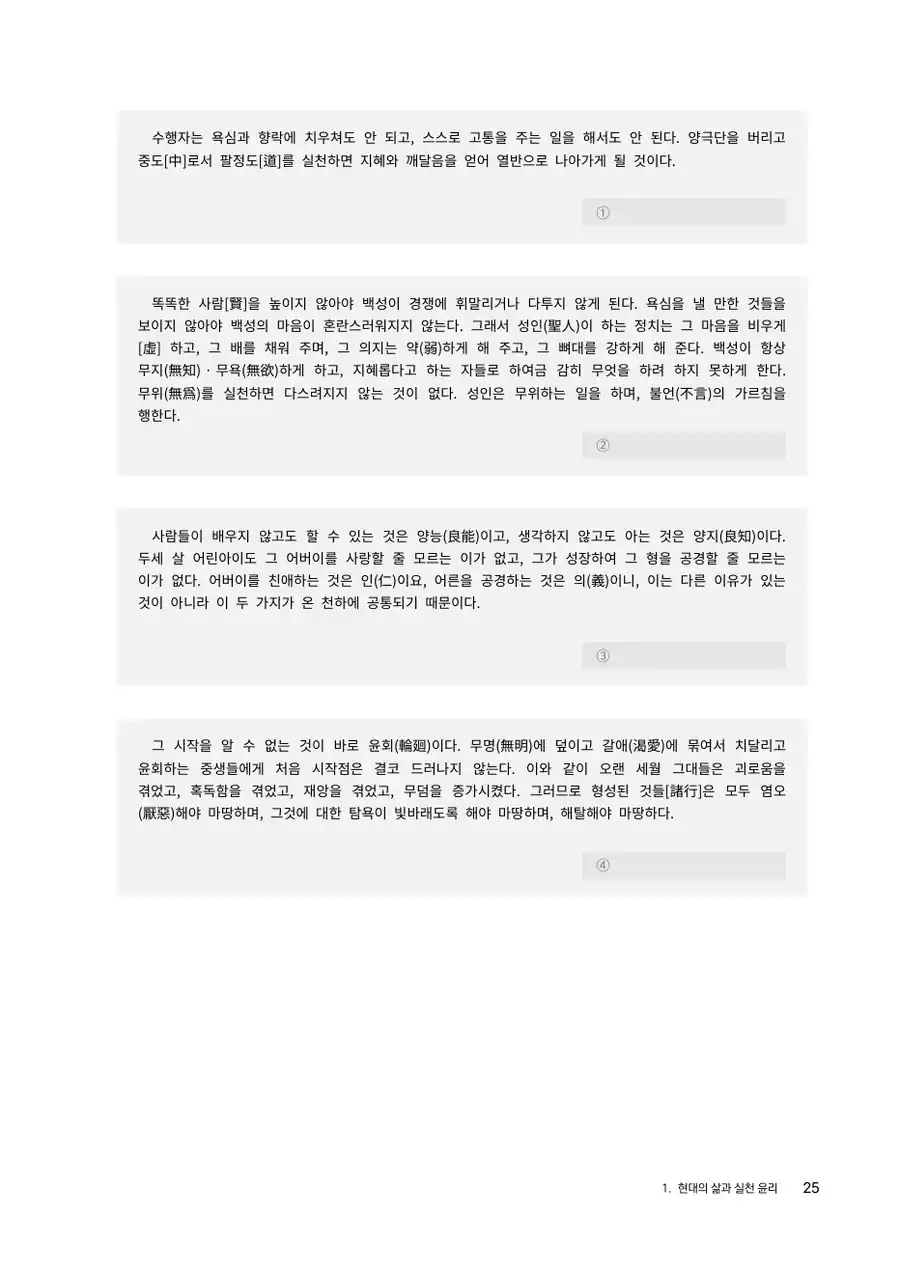 수행자는 욕심과 향락에 치우쳐도 안 되고, 스스로 고통을 주는 일을 해서도 안 된다. 양극단을 버리고
중도[中]로서 팔정도[道]를 실천하면 지혜와 깨달음을 얻어 열반으로 나아가게 될 것이다.
①
똑똑한 사람[賢]을 높이지 않아야 백성이 경쟁에 휘말리거나 다투지 않게 된다. 욕심을 낼 만한 것들을
보이지 않아야 백성의 마음이 혼란스러워지지 않는다. 그래서 성인(聖人)이 하는 정치는 그 마음을 비우게
[虛] 하고, 그 배를 채워 주며, 그 의지는 약(弱)하게 해 주고, 그 뼈대를 강하게 해 준다. 백성이 항상
무지(無知)·무욕(無欲)하게 하고, 지혜롭다고 하는 자들로 하여금 감히 무엇을 하려 하지 못하게 한다.
무위(無爲)를 실천하면 다스려지지 않는 것이 없다. 성인은 무위하는 일을 하며, 불언(不言)의 가르침을
행한다.
②
사람들이 배우지 않고도 할 수 있는 것은 양능(良能)이고, 생각하지 않고도 아는 것은 양지(良知)이다.
두세 살 어린아이도 그 어버이를 사랑할 줄 모르는 이가 없고, 그가 성장하여 그 형을 공경할 줄 모르는
이가 없다. 어버이를 친애하는 것은 인(仁)이요, 어른을 공경하는 것은 의(義)이니, 이는 다른 이유가 있는
것이 아니라 이 두 가지가 온 천하에 공통되기 때문이다.
③
그 시작을 알 수 없는 것이 바로 윤회(輪廻)이다. 무명(無明)에 덮이고 갈애(渴愛)에 묶여서 치달리고
윤회하는 중생들에게 처음 시작점은 결코 드러나지 않는다. 이와 같이 오랜 세월 그대들은 괴로움을
겪었고, 혹독함을 겪었고, 재앙을 겪었고, 무덤을 증가시켰다. 그러므로 형성된 것들[諸行]은 모두 염오
(厭惡)해야 마땅하며, 그것에 대한 탐욕이 빛바래도록 해야 마땅하며, 해탈해야 마땅하다.
④
1. 현대의 삶과 실천 윤리 25